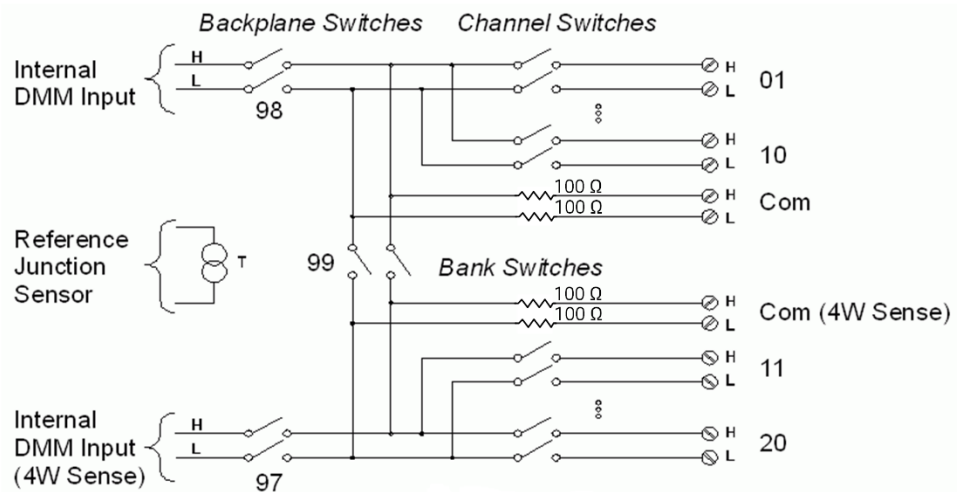 Backplane Switches Channel Switches
Internal
DMM Input
H
L
98
H
L
01
H
L
10
100 Ω
100 Ω
H
L
Com
Reference
Junction
Sensor
T
99
Bank Switches
100 Ω
100 Ω
H
L
Com (4W Sense)
H
L
11
Internal
DMM Input
(4W Sense)
H
L
97
H
L
20